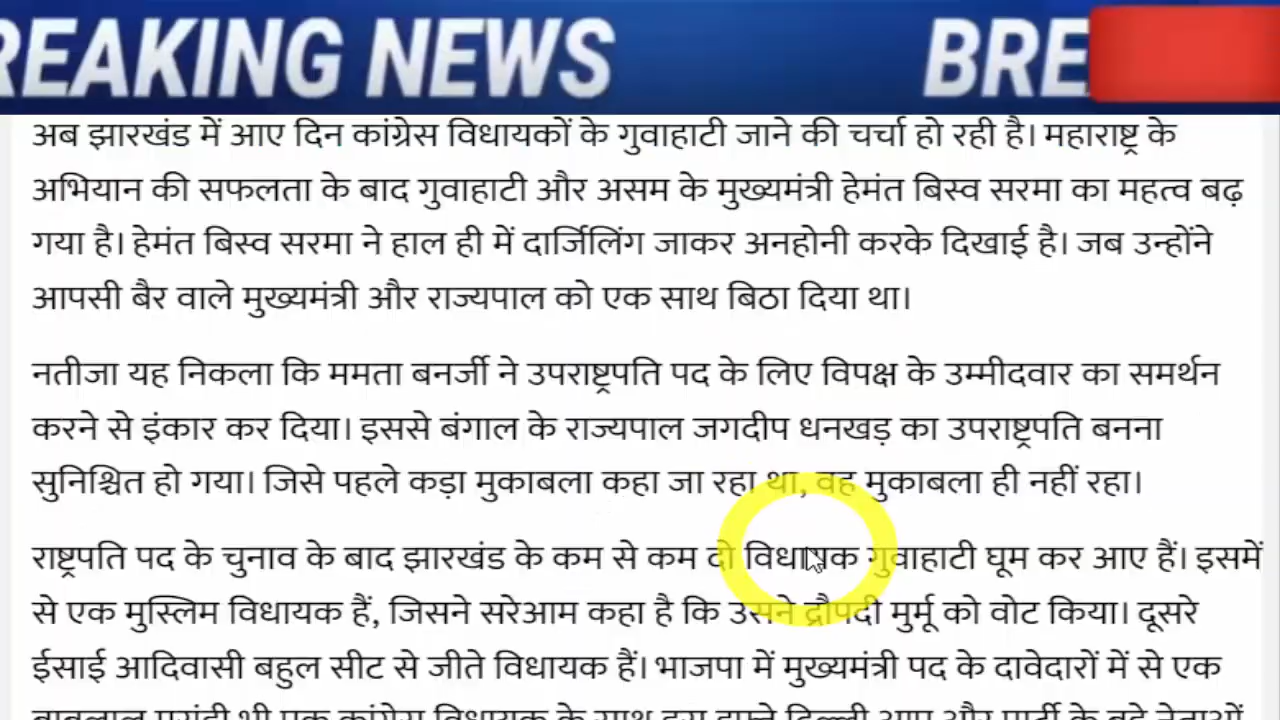 REAKING NEWS BRE
अब झारखंड में आए दिन कांग्रेस विधायकों के गुवाहाटी जाने की चर्चा हो रही है। महाराष्ट्र के
अभियान की सफलता के बाद गुवाहाटी और असम के मुख्यमंत्री हेमंत बिस्व सरमा का महत्व बढ़
गया है। हेमंत बिस्व सरमा ने हाल ही में दार्जिलिंग जाकर अनहोनी करके दिखाई है। जब उन्होंने
आपसी बैर वाले मुख्यमंत्री और राज्यपाल को एक साथ बिठा दिया था।
नतीजा यह निकला कि ममता बनर्जी ने उपराष्ट्रपति पद के लिए विपक्ष के उम्मीदवार का समर्थन
करने से इंकार कर दिया। इससे बंगाल के राज्यपाल जगदीप धनखड़ का उपराष्ट्रपति बनना
सुनिश्चित हो गया। जिसे पहले कड़ा मुकाबला कहा जा रहा था, वह मुकाबला ही नहीं रहा।
राष्ट्रपति पद के चुनाव के बाद झारखंड के कम से कम दो विधायक गुवाहाटी घूम कर आए हैं। इसमें
से एक मुस्लिम विधायक हैं, जिसने सरेआम कहा है कि उसने द्रौपदी मुर्मू को वोट किया। दूसरे
ईसाई आदिवासी बहुल सीट से जीते विधायक हैं। भाजपा में मुख्यमंत्री पद के दावेदारों में से एक